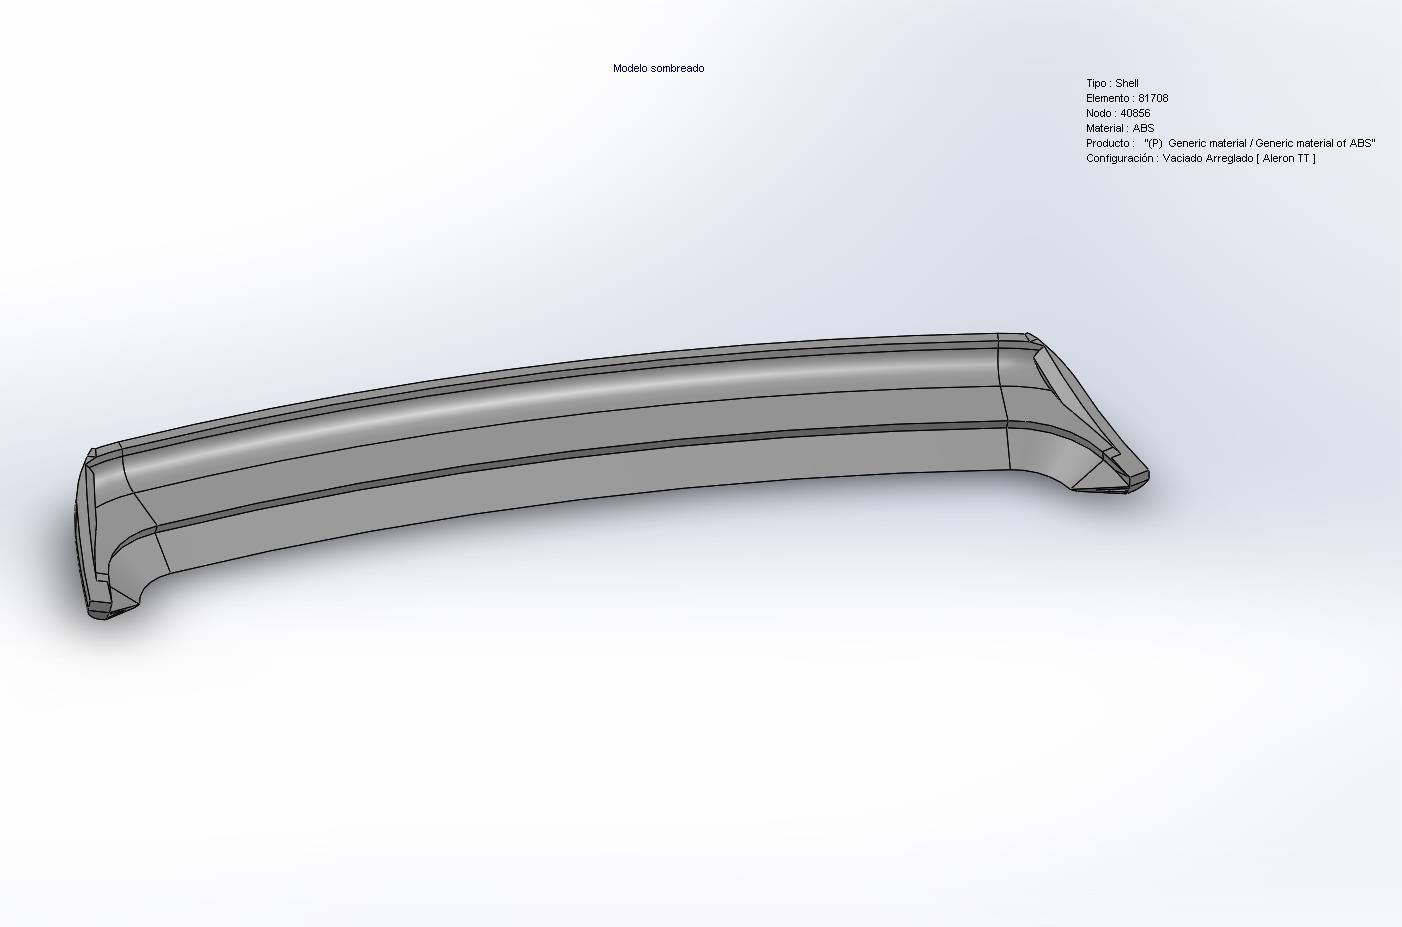 Modelo sombreado
Tipo : Shell
Elemento : 81708
Nodo : 40856
Material : ABS
Producto :   "(P)  Generic material / Generic material of ABS"
Configuración : Vaciado Arreglado [ Aleron TT ]